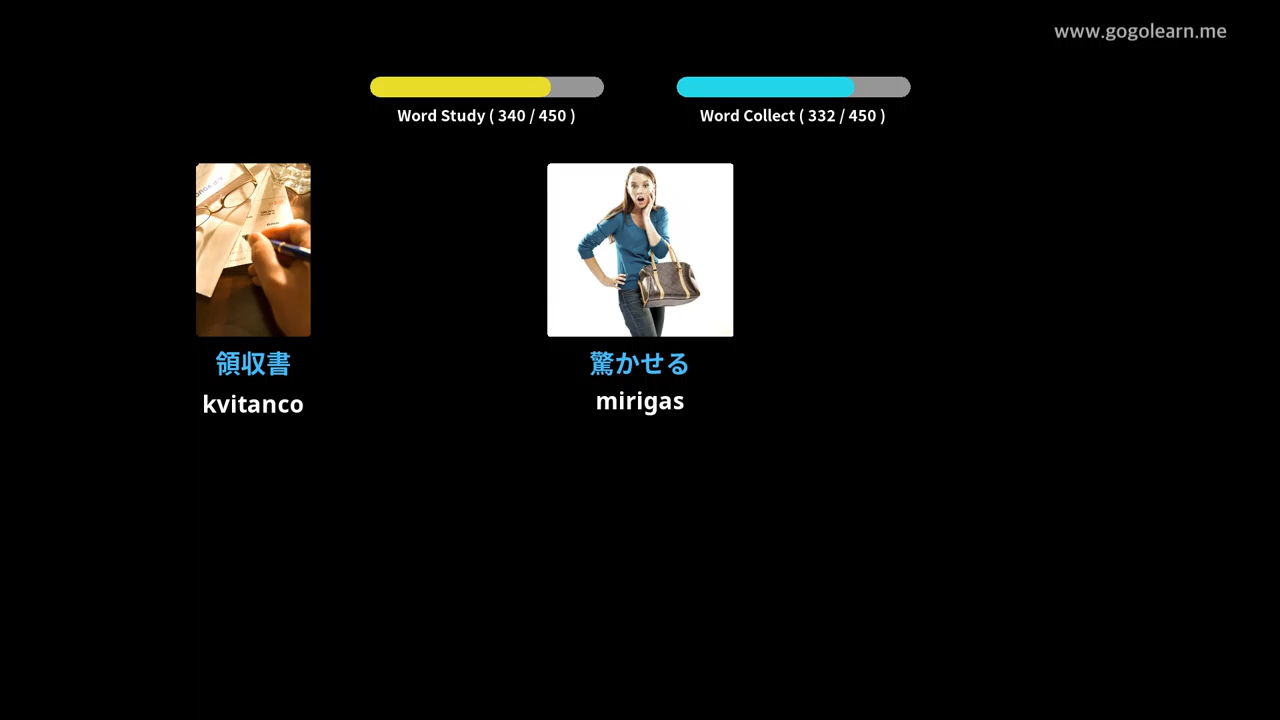 www.gogolearn.me
Word Study ( 340 / 450 )
Word Collect ( 332 / 450 )
領収書
kvitanco
驚かせる
mirigas